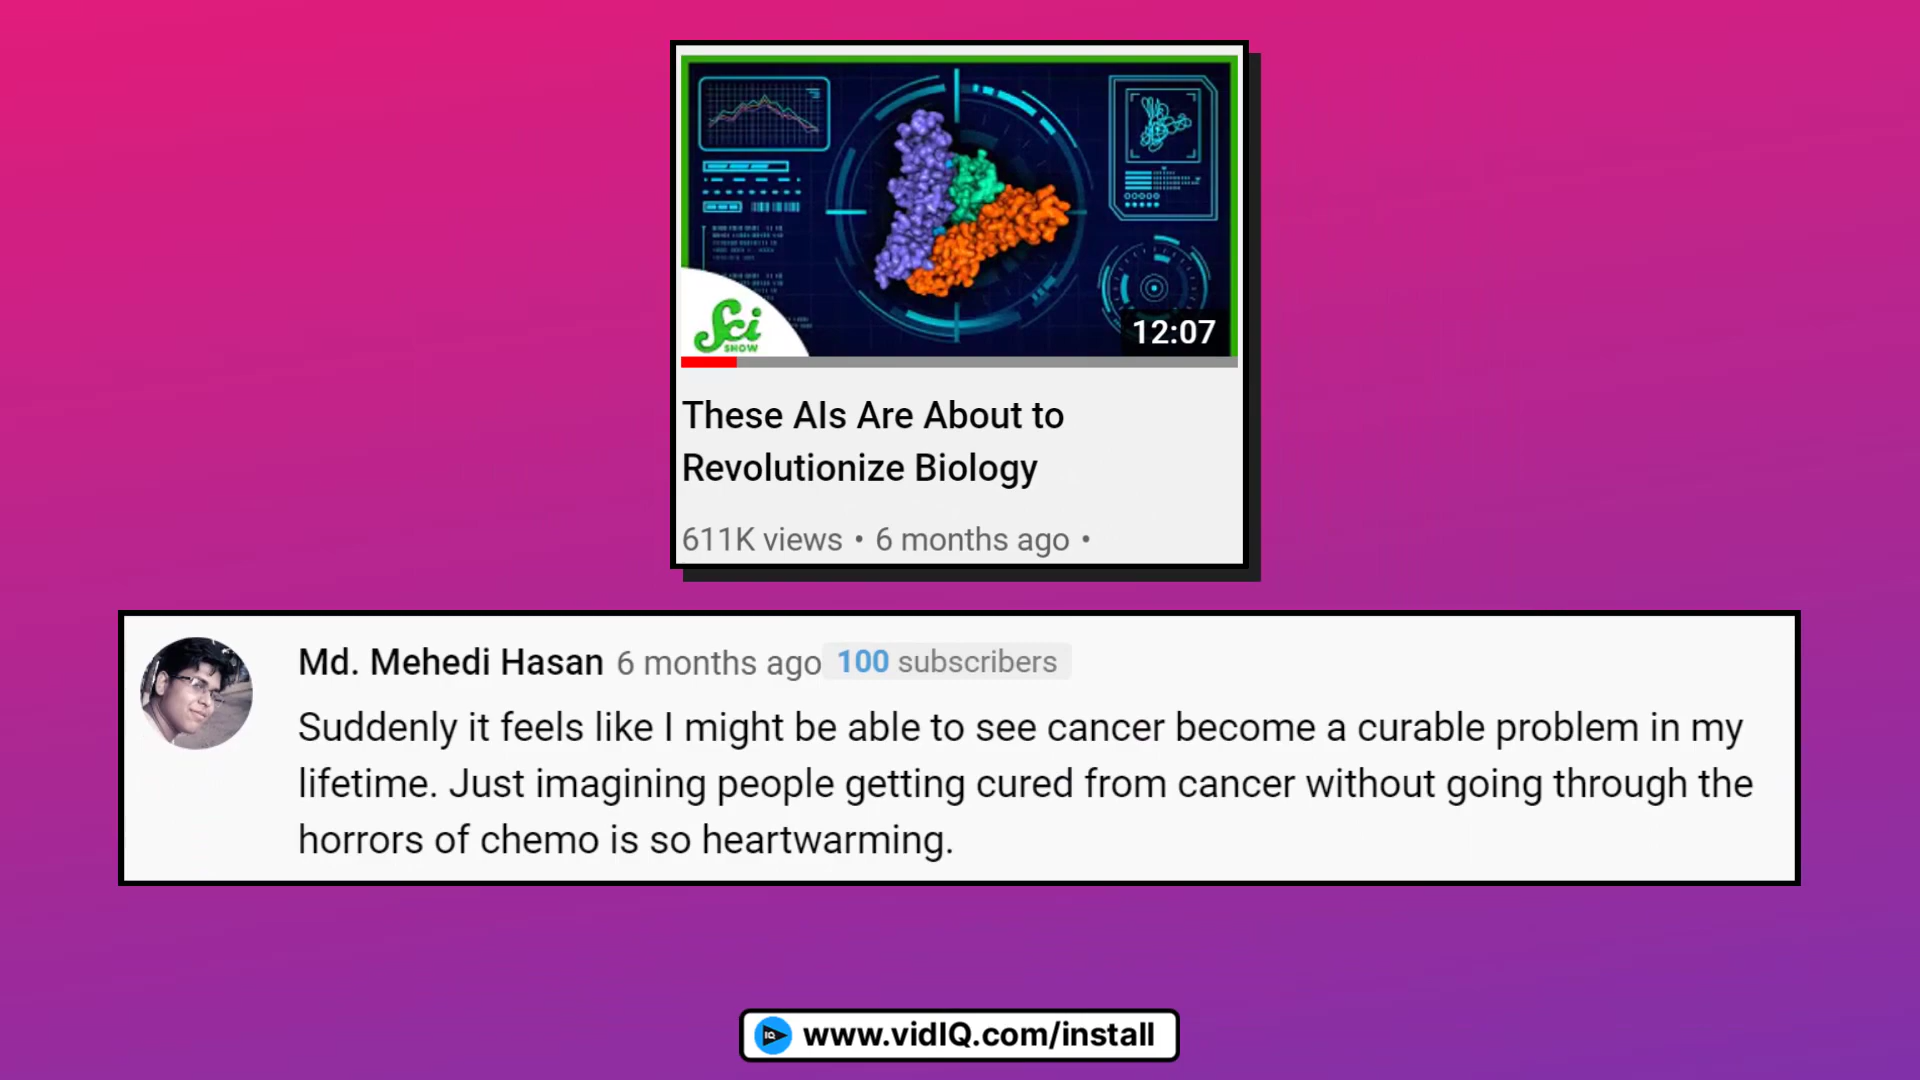 Sci
SHOW
12:07
These AIs Are About to
Revolutionize Biology
611K views • 6 months ago •
Md. Mehedi Hasan 6 months ago 100 subscribers
Suddenly it feels like I might be able to see cancer become a curable problem in my
lifetime. Just imagining people getting cured from cancer without going through the
horrors of chemo is so heartwarming.
IQ www.vidIQ.com/install